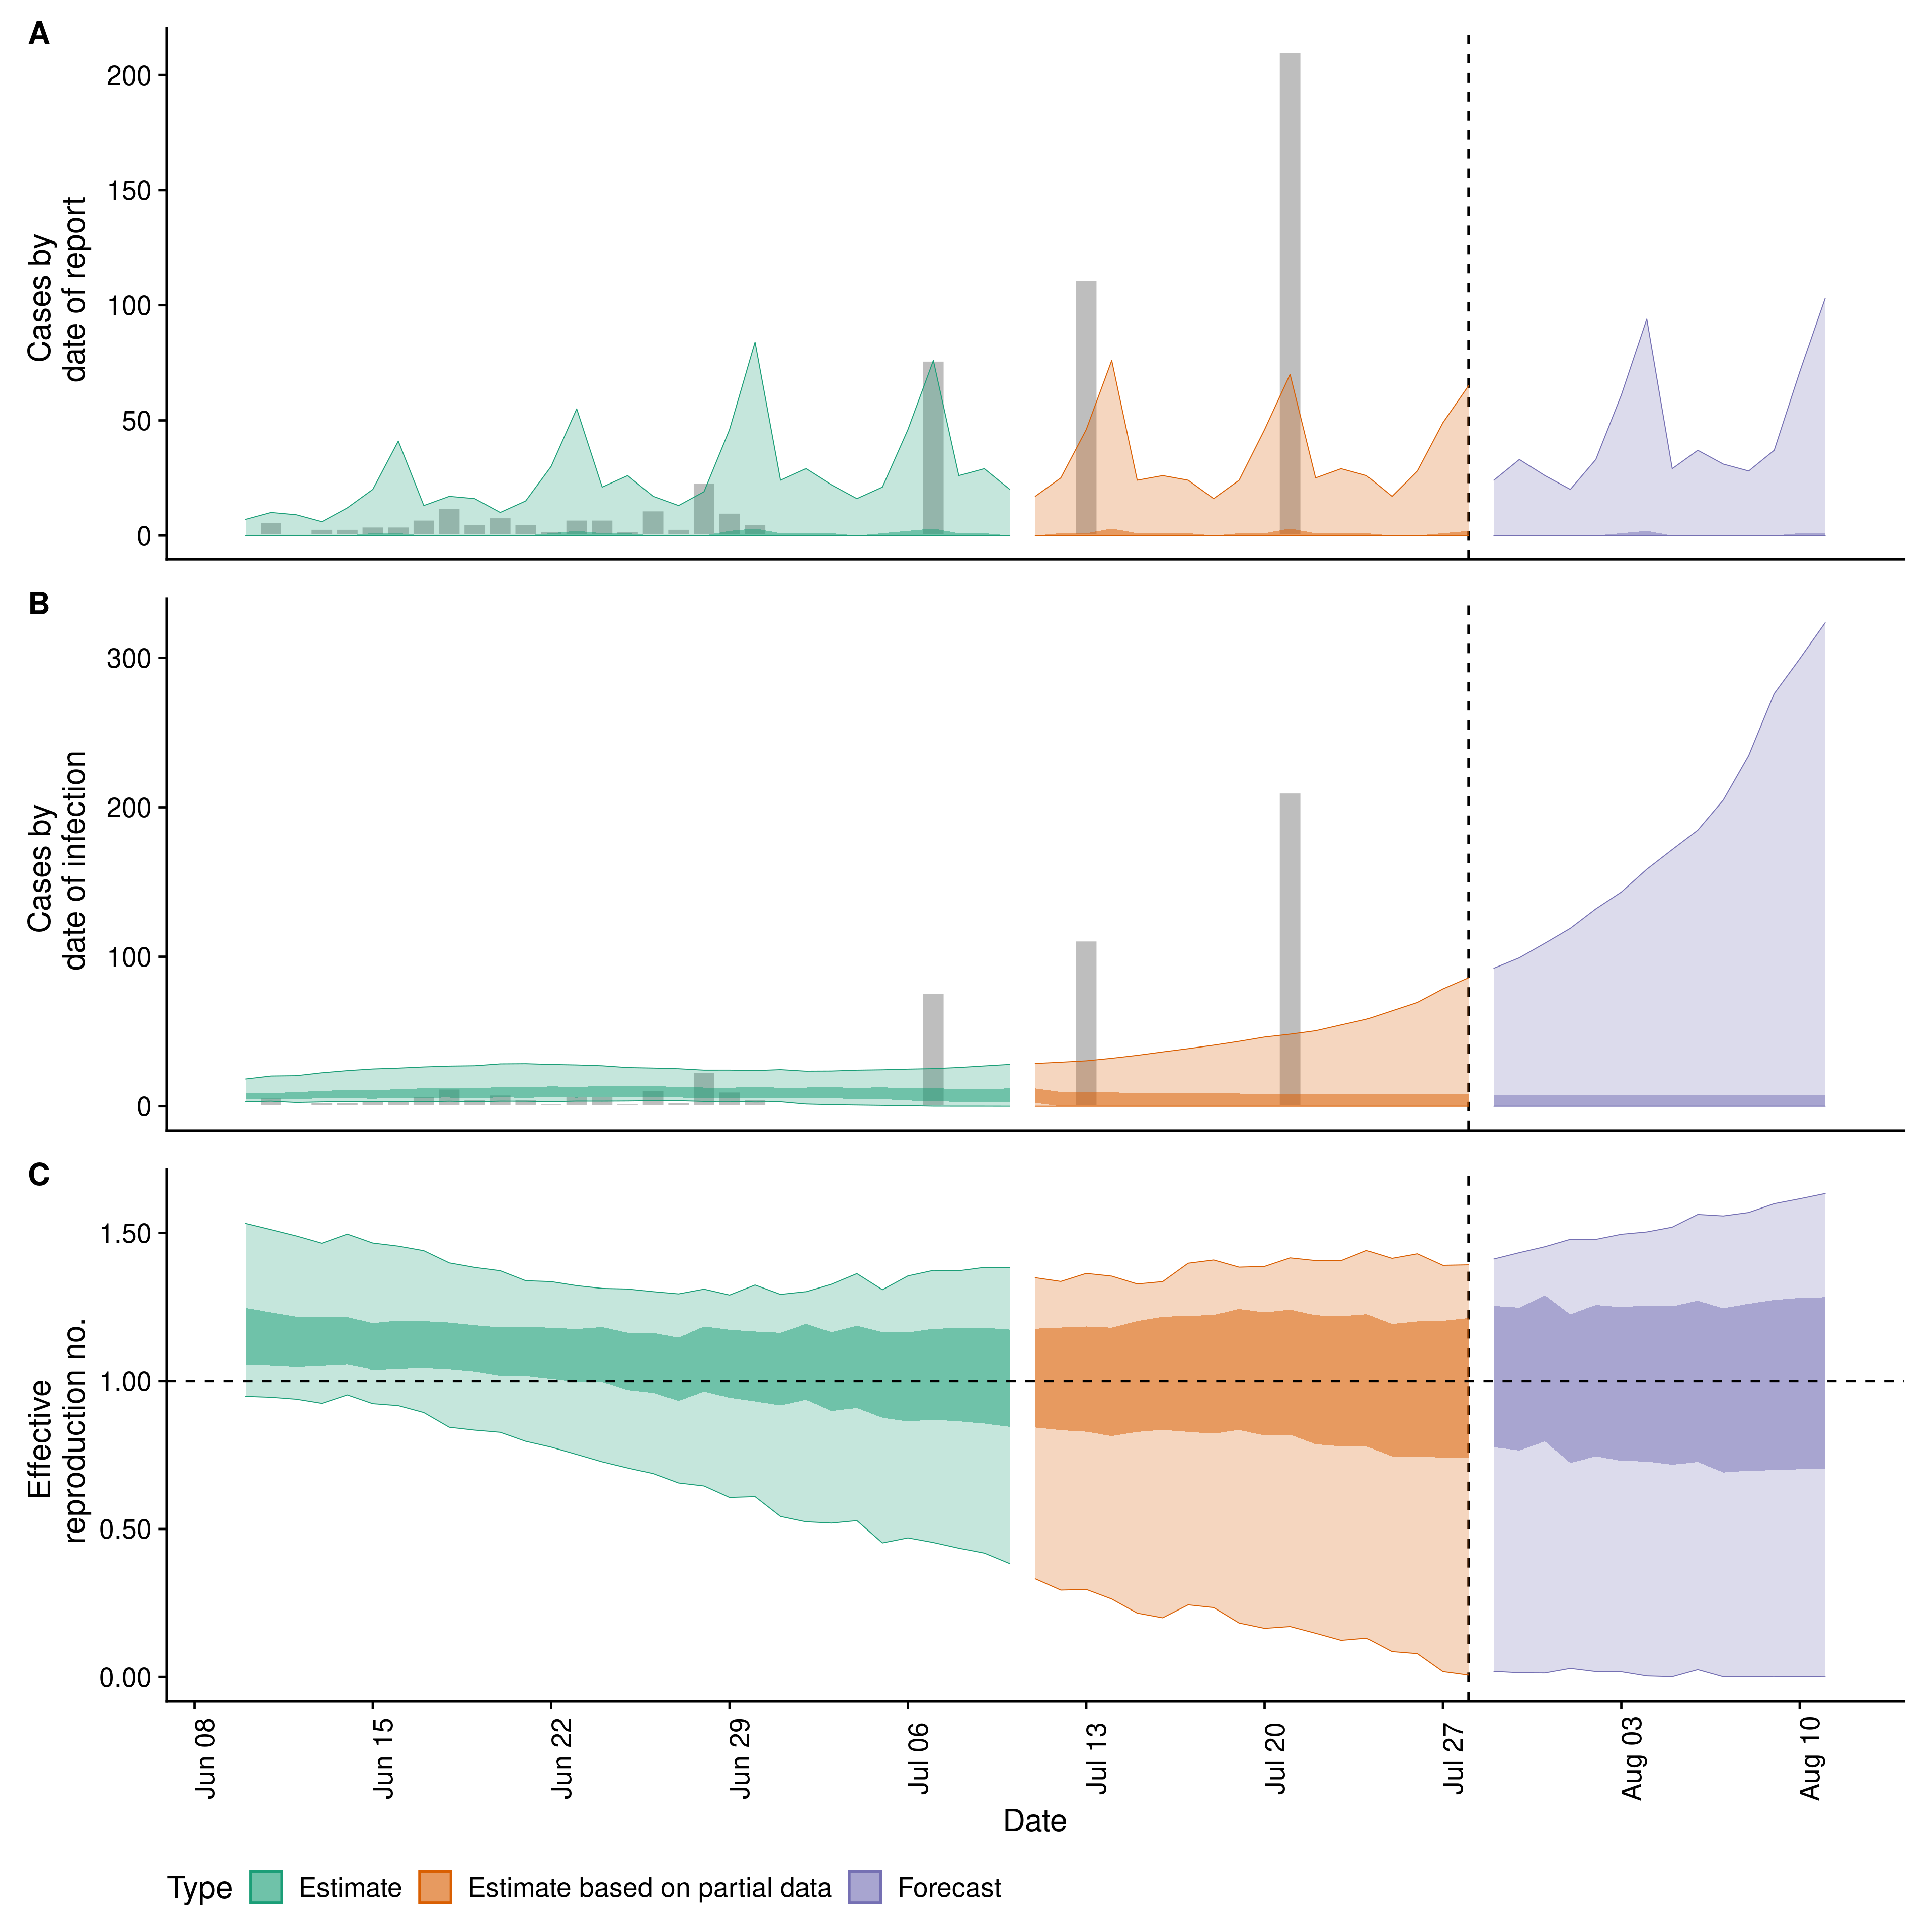 A
200
150
100
50
0
Cases by
date of report
B
300
200
100
0
Cases by
date of infection
C
1.50
1.00
0.50
0.00
Effective
reproduction no.
Jun 08
Jun 15
Jun 22
Jun 29
Jul 06
Jul 13
Jul 20
Jul 27
Aug 03
Aug 10
Date
Type Estimate Estimate based on partial data Forecast